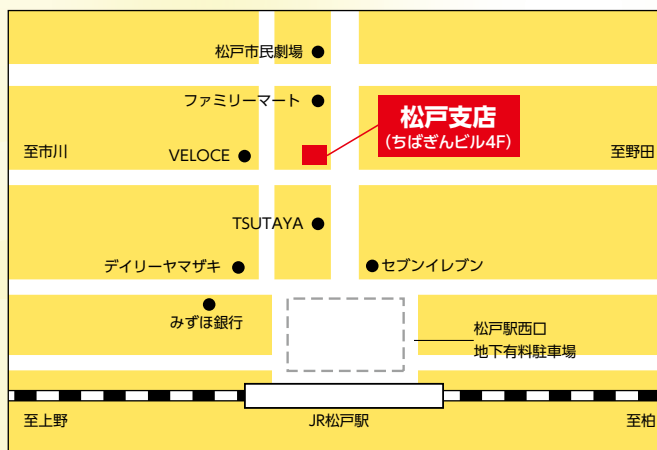 松戸市民劇場
ファミリーマート
松戸支店
(ちばぎんビル4F)
至市川
VELOCE
至野田
TSUTAYA
デイリーヤマザキ
セブンイレブン
みずほ銀行
松戸駅西口
地下有料駐車場
至上野
JR松戸駅
至柏